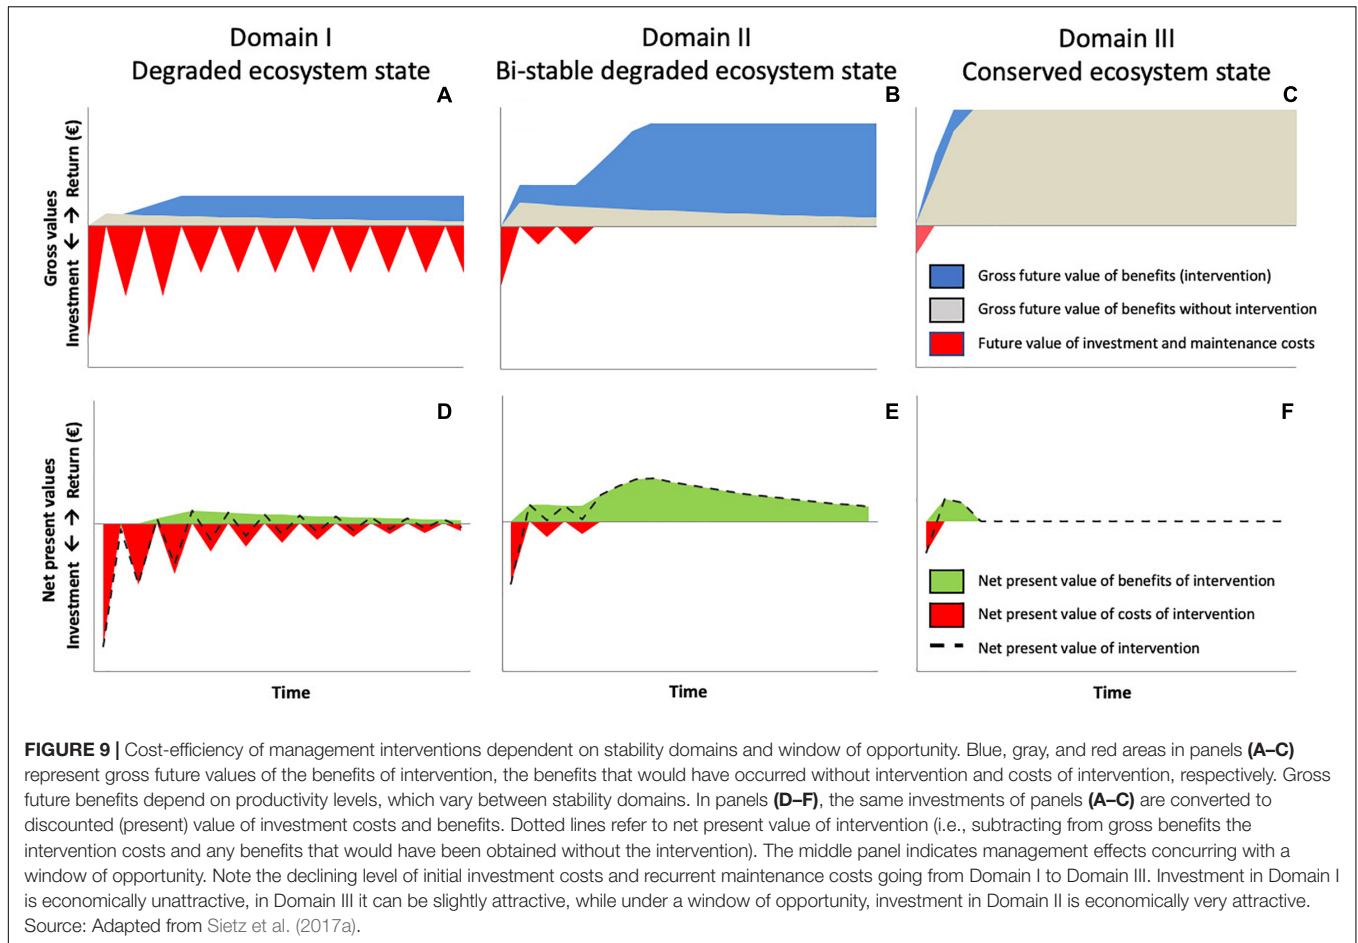 Domain I
Degraded ecosystem state
Domain II
Bi-stable degraded ecosystem state
Domain III
Conserved ecosystem state
A
B
C
Gross values
Investment ← → Return (€)
Gross future value of benefits (intervention)
Gross future value of benefits without intervention
Future value of investment and maintenance costs
D
E
F
Net present values
Investment ← → Return (€)
Net present value of benefits of intervention
Net present value of costs of intervention
Net present value of intervention
Time
Time
Time
FIGURE 9 | Cost-efficiency of management interventions dependent on stability domains and window of opportunity. Blue, gray, and red areas in panels (A–C)
represent gross future values of the benefits of intervention, the benefits that would have occurred without intervention and costs of intervention, respectively. Gross
future benefits depend on productivity levels, which vary between stability domains. In panels (D–F), the same investments of panels (A–C) are converted to
discounted (present) value of investment costs and benefits. Dotted lines refer to net present value of intervention (i.e., subtracting from gross benefits the
intervention costs and any benefits that would have been obtained without the intervention). The middle panel indicates management effects concurring with a
window of opportunity. Note the declining level of initial investment costs and recurrent maintenance costs going from Domain I to Domain III. Investment in Domain I
is economically unattractive, in Domain III it can be slightly attractive, while under a window of opportunity, investment in Domain II is economically very attractive.
Source: Adapted from Sietz et al. (2017a).